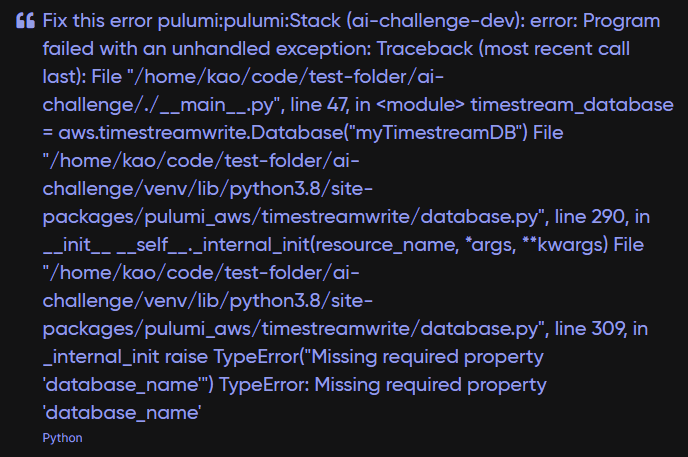 ❝ Fix this error pulumi:pulumi:Stack (ai-challenge-dev): error: Program
failed with an unhandled exception: Traceback (most recent call
last): File "/home/kao/code/test-folder/ai-
challenge/./__main__.py", line 47, in <module> timestream_database
= aws.timestreamwrite.Database("myTimestreamDB") File
"/home/kao/code/test-folder/ai-
challenge/venv/lib/python3.8/site-
packages/pulumi_aws/timestreamwrite/database.py", line 290, in
__init__ __self__._internal_init(resource_name, *args, **kwargs) File
"/home/kao/code/test-folder/ai-
challenge/venv/lib/python3.8/site-
packages/pulumi_aws/timestreamwrite/database.py", line 309, in
_internal_init raise TypeError("Missing required property
'database_name'") TypeError: Missing required property
'database_name'
Python